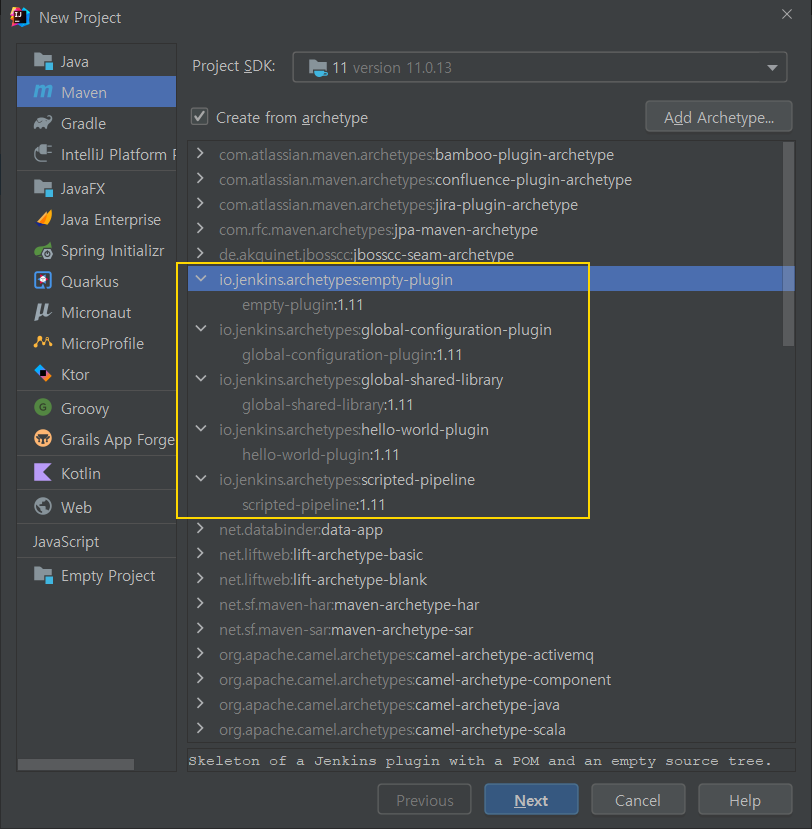 New Project
Java
Maven
Gradle
IntelliJ Platform P
JavaFX
Java Enterprise
Spring Initializr
Quarkus
Micronaut
MicroProfile
Ktor
Groovy
Grails App Forge
Kotlin
Web
JavaScript
Empty Project
Project SDK: 11 version 11.0.13
Create from archetype
Add Archetype...
com.atlassian.maven.archetypes:bamboo-plugin-archetype
com.atlassian.maven.archetypes:confluence-plugin-archetype
com.atlassian.maven.archetypes:jira-plugin-archetype
com.rfc.maven.archetypes:jpa-maven-archetype
de.akquinet.jbosscc:jbosscc-seam-archetype
io.jenkins.archetypes:empty-plugin
empty-plugin:1.11
io.jenkins.archetypes:global-configuration-plugin
global-configuration-plugin:1.11
io.jenkins.archetypes:global-shared-library
global-shared-library:1.11
io.jenkins.archetypes:hello-world-plugin
hello-world-plugin:1.11
io.jenkins.archetypes:scripted-pipeline
scripted-pipeline:1.11
net.databinder:data-app
net.liftweb:lift-archetype-basic
net.liftweb:lift-archetype-blank
net.sf.maven-har:maven-archetype-har
net.sf.maven-sar:maven-archetype-sar
org.apache.camel.archetypes:camel-archetype-activemq
org.apache.camel.archetypes:camel-archetype-component
org.apache.camel.archetypes:camel-archetype-java
org.apache.camel.archetypes:camel-archetype-scala
Skeleton of a Jenkins plugin with a POM and an empty source tree.
Previous
Next
Cancel
Help